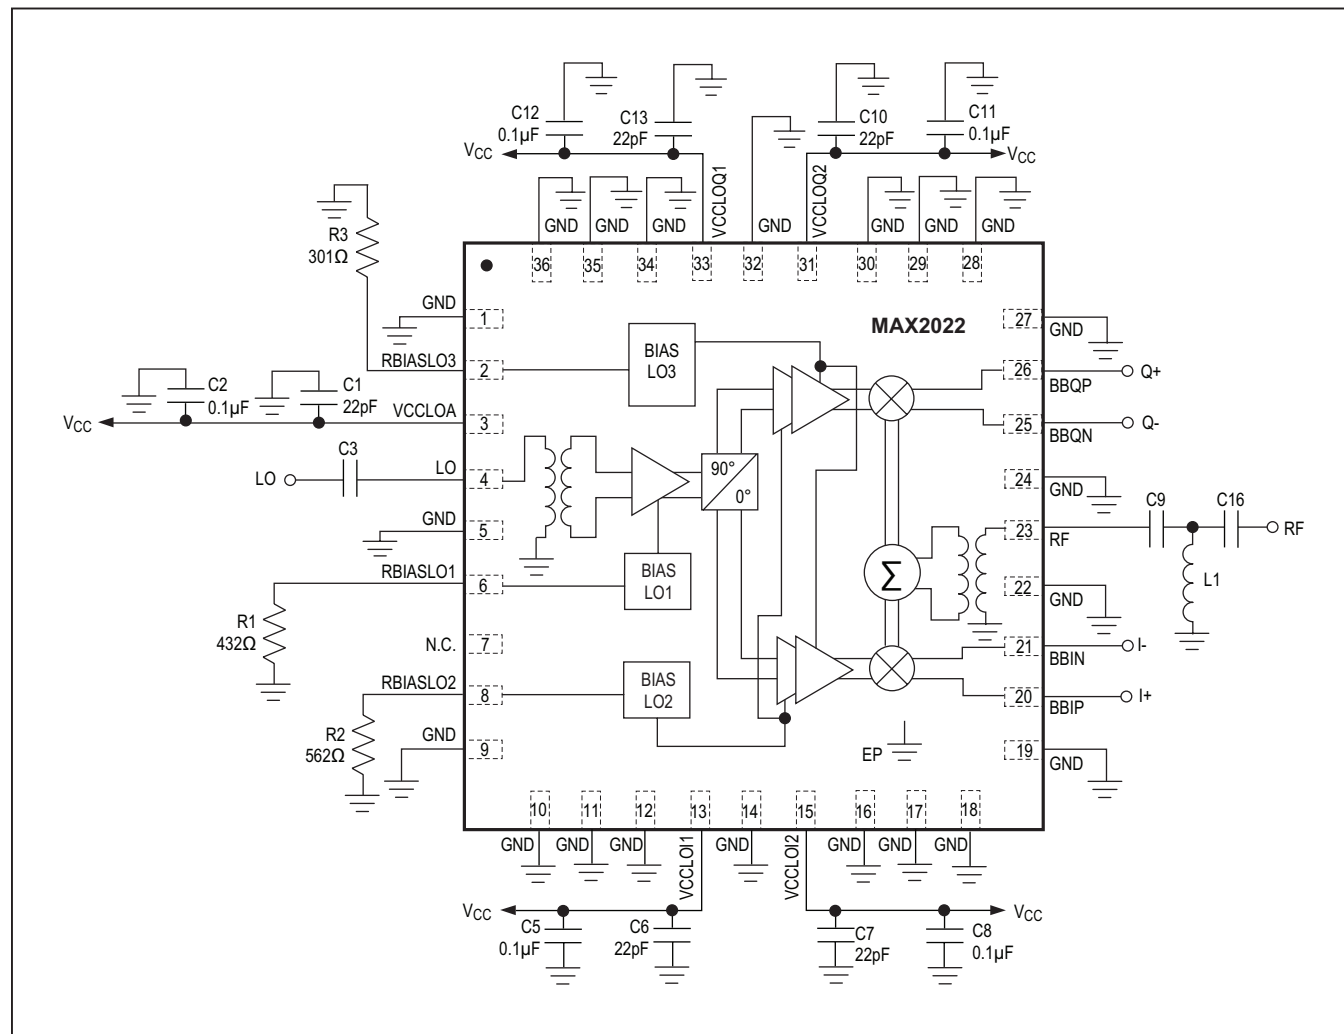 C12
0.1µF
C13
22pF
C10
22pF
C11
0.1µF
VCC
VCC
VCCLOQ1
VCCLOQ2
GND
GND
GND
GND
GND
GND
GND
36
35
34
33
32
31
30
29
28
R3
301Ω
MAX2022
GND
1
27
GND
RBIASLO3
2
BIAS
LO3
26
BBQP
Q+
C2
0.1µF
C1
22pF
VCC
VCCLOA
3
25
BBQN
Q-
LO
C3
LO
4
90°
0°
24
GND
GND
5
23
RF
C9
C16
RF
L1
RBIASLO1
6
BIAS
LO1
Σ
22
GND
R1
432Ω
N.C.
7
21
BBIN
I-
RBIASLO2
8
BIAS
LO2
20
BBIP
I+
R2
562Ω
GND
9
EP
19
GND
10
11
12
13
14
15
16
17
18
GND
GND
GND
VCCLOI1
GND
VCCLOI2
GND
GND
GND
VCC
C5
0.1µF
C6
22pF
C7
22pF
C8
0.1µF
VCC